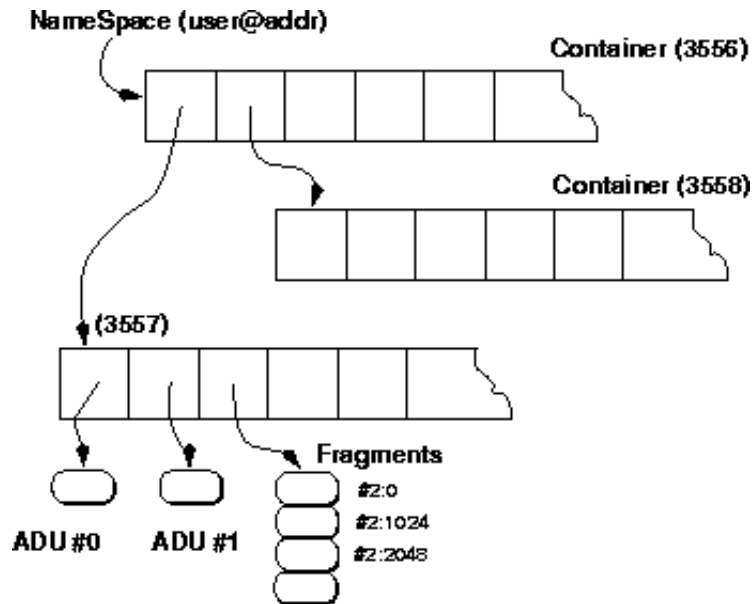 NameSpace (user@addr)
Container (3556)
Container (3558)
(3557)
Fragments
#2:0
#2:1024
#2:2048
ADU #0
ADU #1